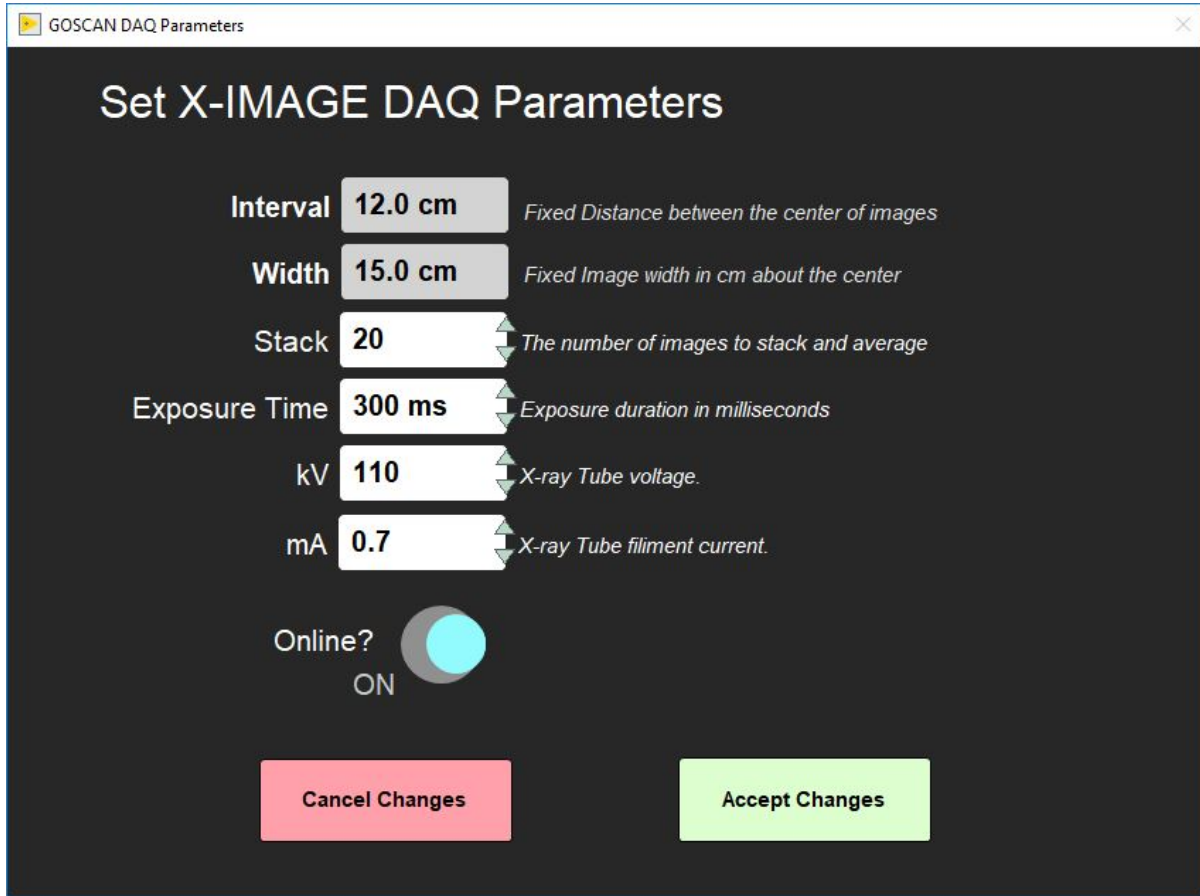 GOSCAN DAQ Parameters
Set X-IMAGE DAQ Parameters
Interval 12.0 cm Fixed Distance between the center of images
Width 15.0 cm Fixed Image width in cm about the center
Stack 20 The number of images to stack and average
Exposure Time 300 ms Exposure duration in milliseconds
kV 110 X-ray Tube voltage.
mA 0.7 X-ray Tube filiment current.
Online?
ON
Cancel Changes Accept Changes